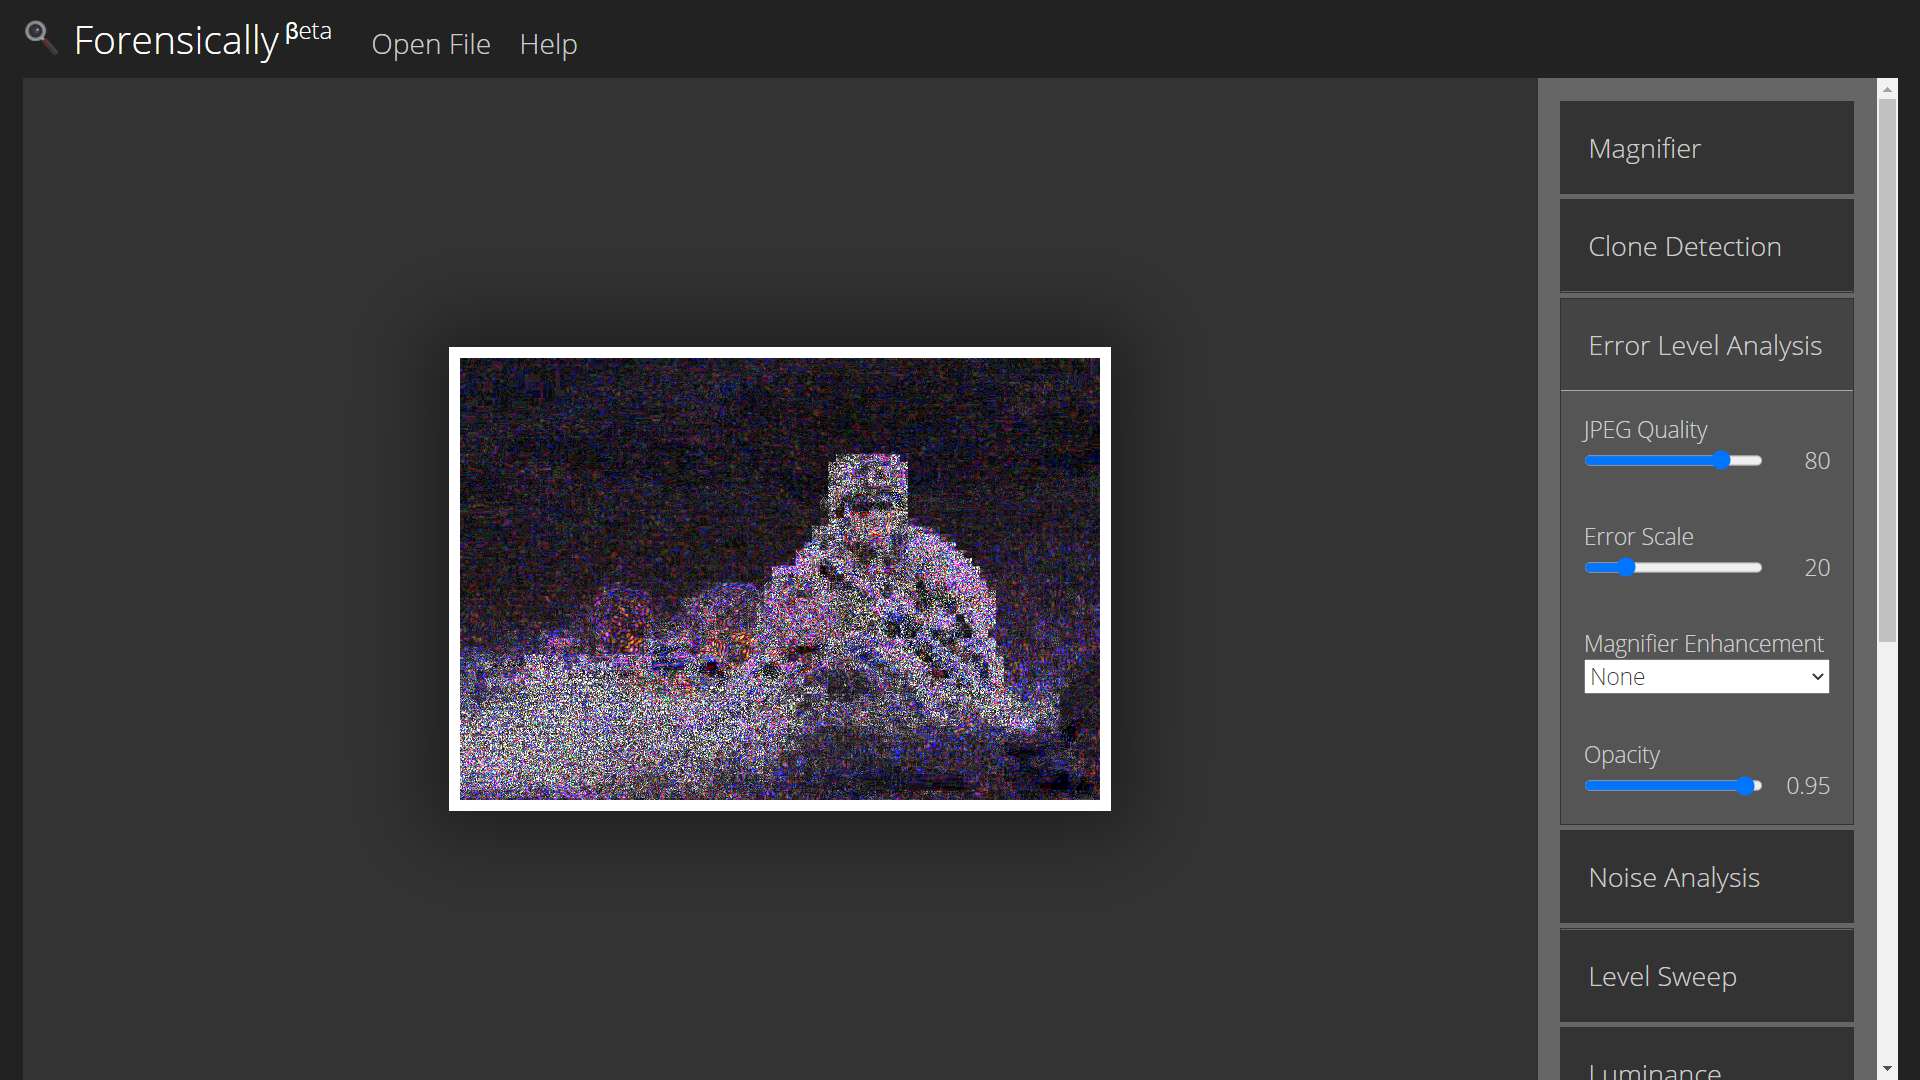 Forensically βeta Open File Help
Magnifier
Clone Detection
Error Level Analysis
JPEG Quality
80
Error Scale
20
Magnifier Enhancement
None
Opacity
0.95
Noise Analysis
Level Sweep
Luminance